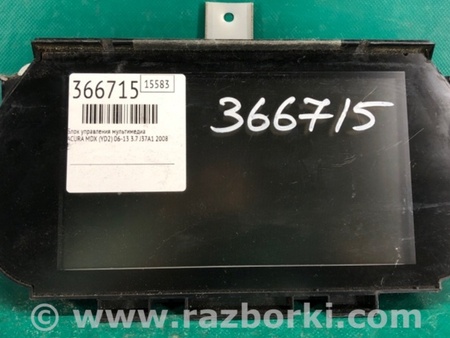 366715
15583
366715
Блок управления мультимедиа
ACURA MDX (YD2) 06-13 3.7 J37A1 2008
www.razborki.com